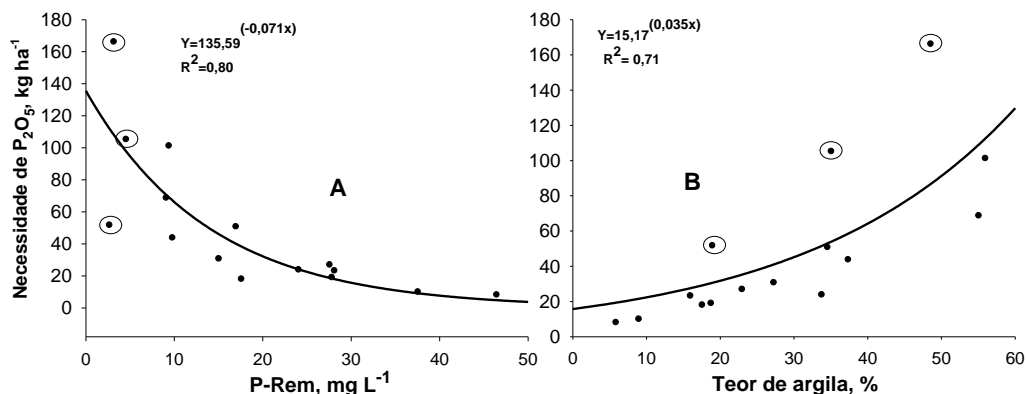 Y=135,59^(-0,071x)
R²=0,80
A
Necessidade de P₂O₅, kg ha⁻¹
180
160
140
120
100
80
60
40
20
0
0 10 20 30 40 50
P-Rem, mg L⁻¹
Y=15,17^(0,035x)
R²= 0,71
B
180
160
140
120
100
80
60
40
20
0
0 10 20 30 40 50 60
Teor de argila, %